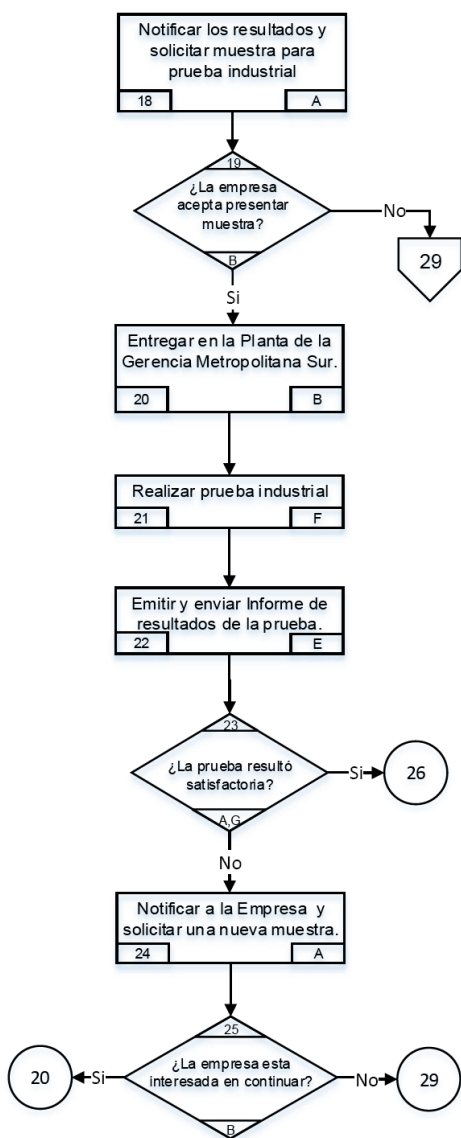 Notificar los resultados y
solicitar muestra para
prueba industrial
18
A
19
¿La empresa
acepta presentar
muestra?
B
No
29
Si
Entregar en la Planta de la
Gerencia Metropolitana Sur.
20
B
Realizar prueba industrial
21
F
Emitir y enviar Informe de
resultados de la prueba.
22
E
23
¿La prueba resultó
satisfactoria?
A,G
Si
26
No
Notificar a la Empresa y
solicitar una nueva muestra.
24
A
25
¿La empresa esta
interesada en continuar?
B
Si
20
No
29